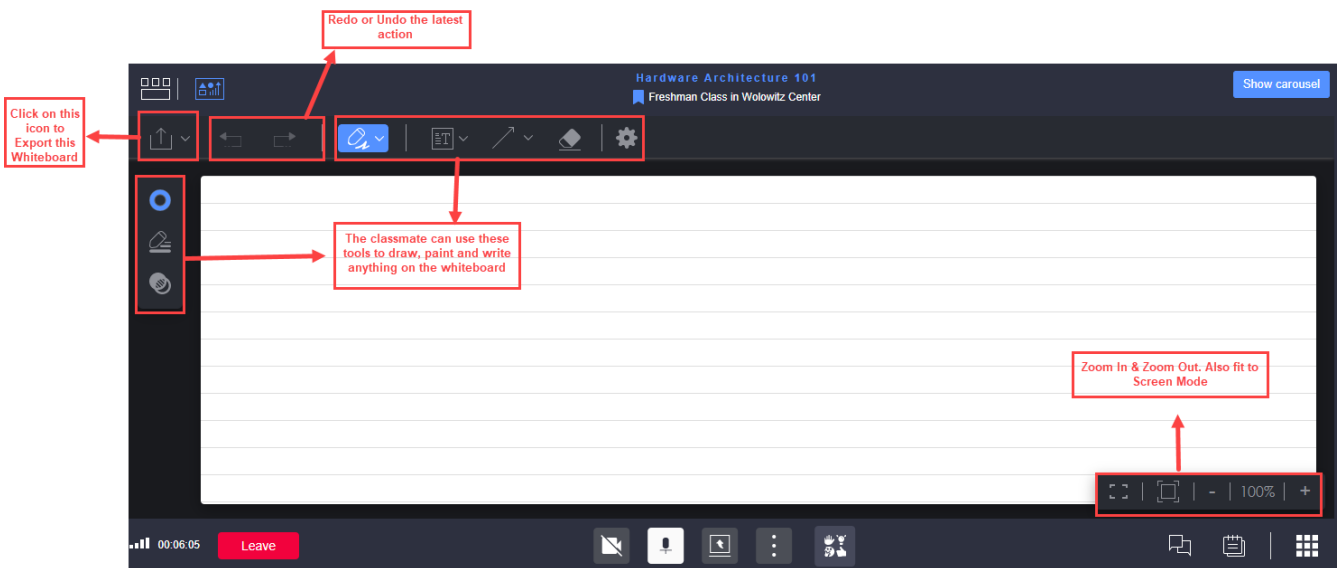 Redo or Undo the latest
action
Hardware Architecture 101
Freshman Class in Wolowitz Center
Show carousel
Click on this
icon to
Export this
Whiteboard
T
The classmate can use these
tools to draw, paint and write
anything on the whiteboard
Zoom In & Zoom Out. Also fit to
Screen Mode
- 100% +
00:06:05
Leave